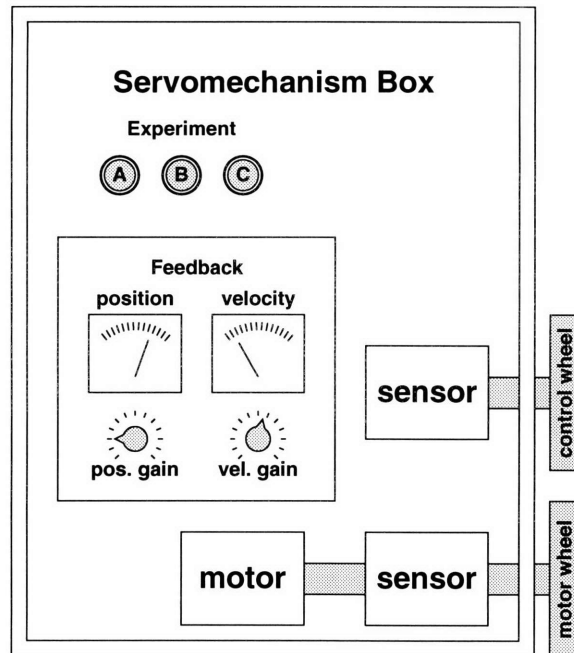 Servomechanism Box
Experiment
A B C
Feedback
position velocity
pos. gain vel. gain
sensor
control wheel
motor
sensor
motor wheel